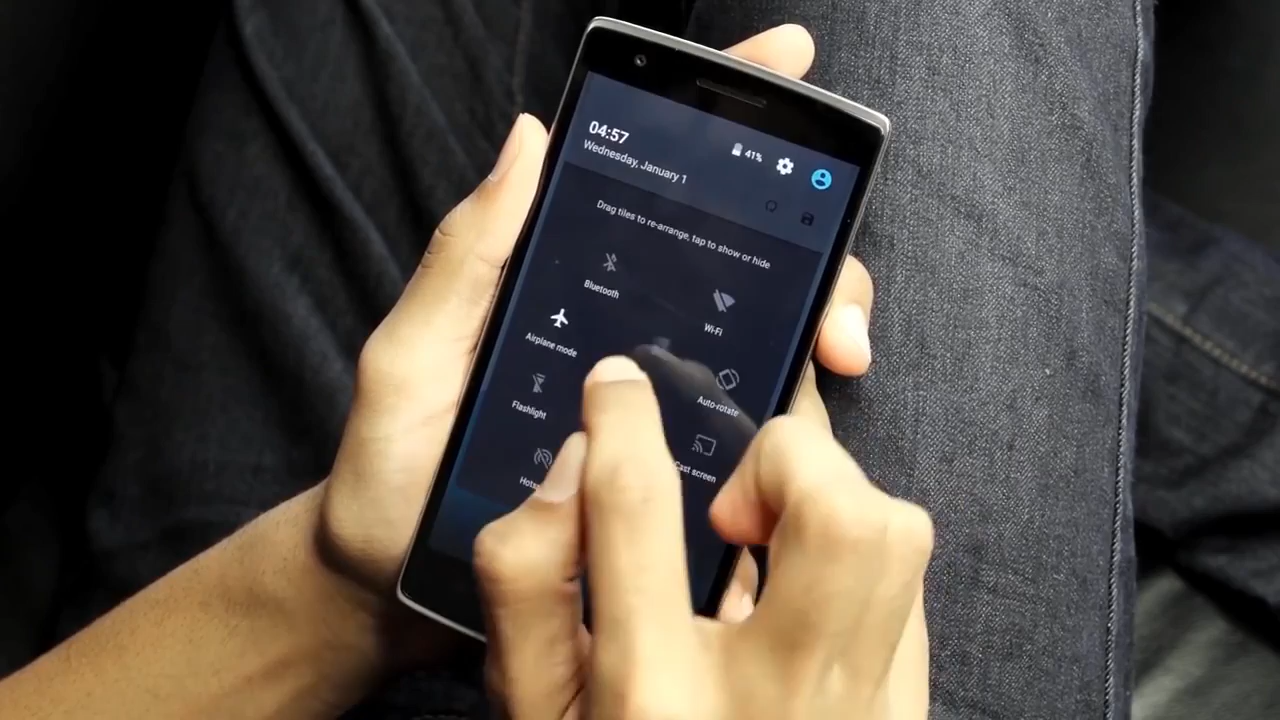 04:57
41%
Wednesday, January 1
Drag tiles to re-arrange, tap to show or hide
Bluetooth
Wi-Fi
Airplane mode
Auto-rotate
Flashlight
Cast screen